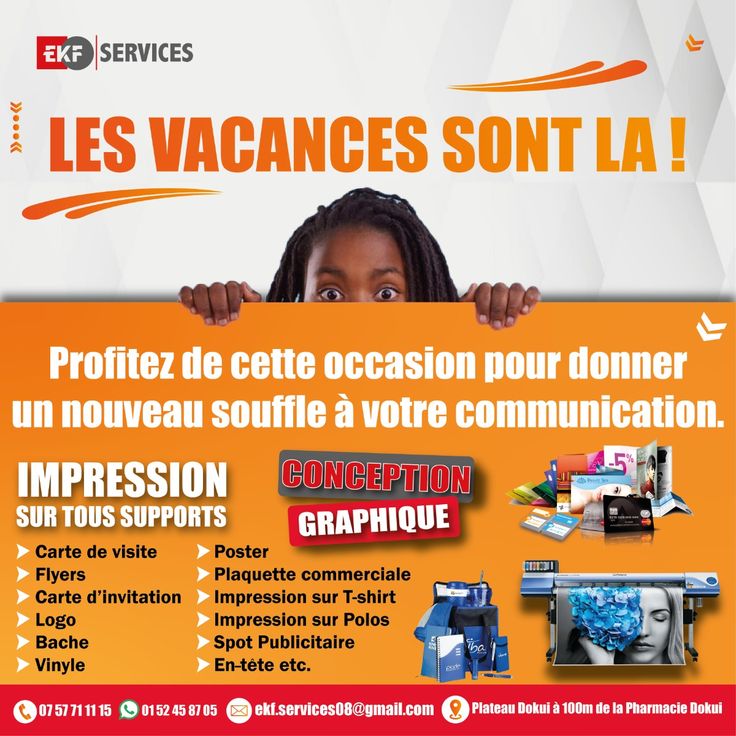 EKF SERVICES
LES VACANCES SONT LA !
Profitez de cette occasion pour donner
un nouveau souffle à votre communication.
IMPRESSION
SUR TOUS SUPPORTS
CONCEPTION
GRAPHIQUE
Carte de visite
Flyers
Carte d'invitation
Logo
Bache
Vinyle
Poster
Plaquette commerciale
Impression sur T-shirt
Impression sur Polos
Spot Publicitaire
En-téte etc.
-5%
07 57 71 11 15 01 52 45 87 05 ekf.services08@gmail.com Plateau Dokui à 100m de la Pharmacie Dokui